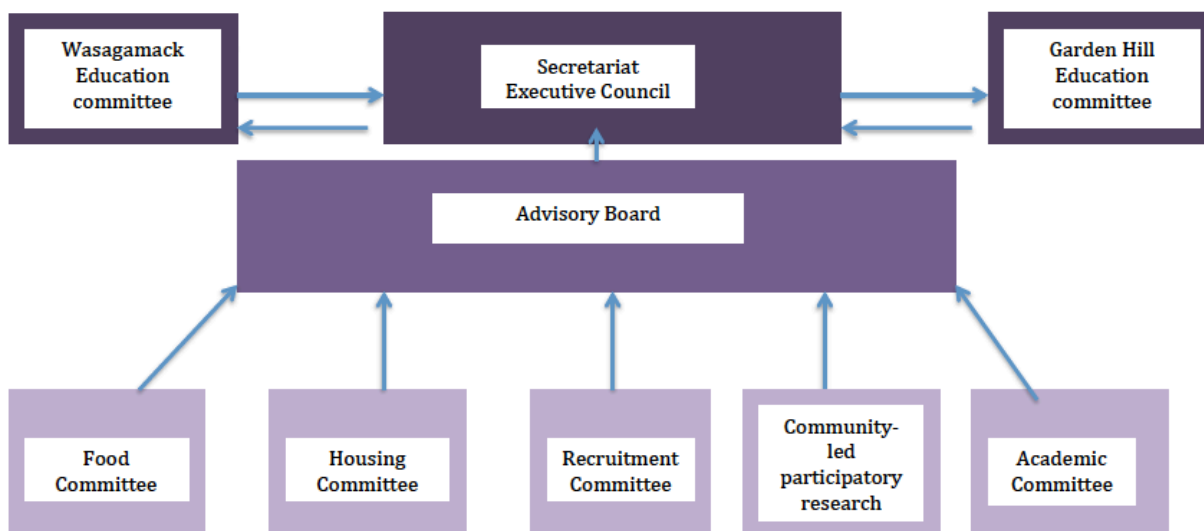 Wasagamack
Education
committee
Secretariat
Executive Council
Garden Hill
Education
committee
Advisory Board
Food
Committee
Housing
Committee
Recruitment
Committee
Community-
led
participatory
research
Academic
Committee